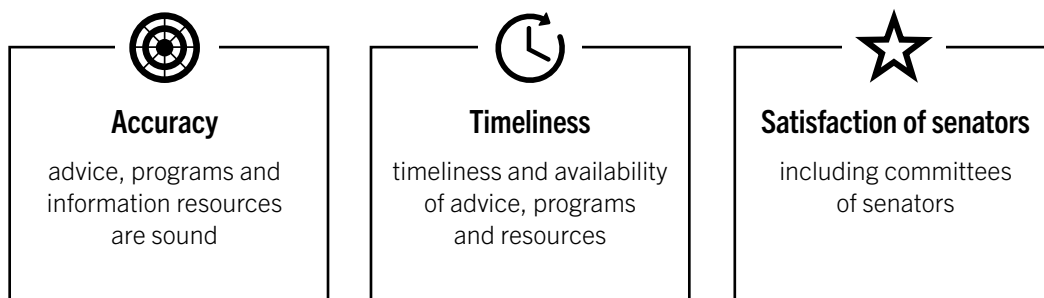 Accuracy
advice, programs and
information resources
are sound
Timeliness
timeliness and availability
of advice, programs
and resources
Satisfaction of senators
including committees
of senators